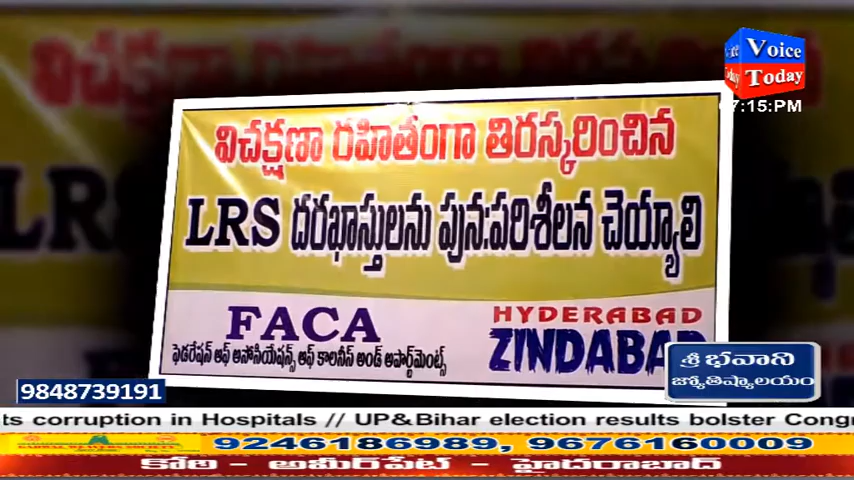 Voice
Today
7:15:PM
విచక్షణా రహితంగా తిరస్కరించిన
LRS దరఖాస్తులను పున:పరిశీలన చెయ్యాలి
FACA
ఫెడరేషన్ ఆఫ్ ఆసోసియేషన్స్ ఆఫ్ కాలనీస్ అండ్ అపార్ట్‌మెంట్స్
HYDERABAD
ZINDABAD
శ్రీ భవాని
జ్యోతిష్యాలయం
9848739191
ts corruption in Hospitals // UP&Bihar election results bolster Congr
9246186989, 9676160009
కోఠి - అమీర్‌పేట - హైదరాబాద్